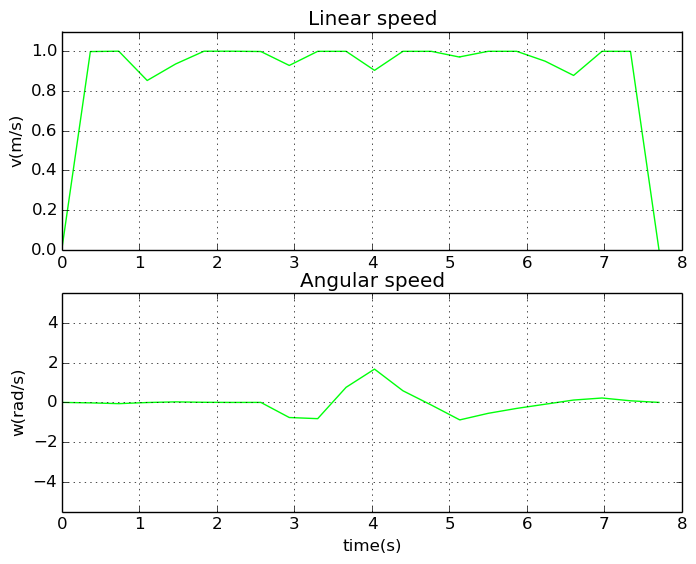 Linear speed
1.0
0.8
0.6
0.4
0.2
0.0
v(m/s)
0 1 2 3 4 5 6 7 8
Angular speed
4
2
0
−2
−4
w(rad/s)
0 1 2 3 4 5 6 7 8
time(s)